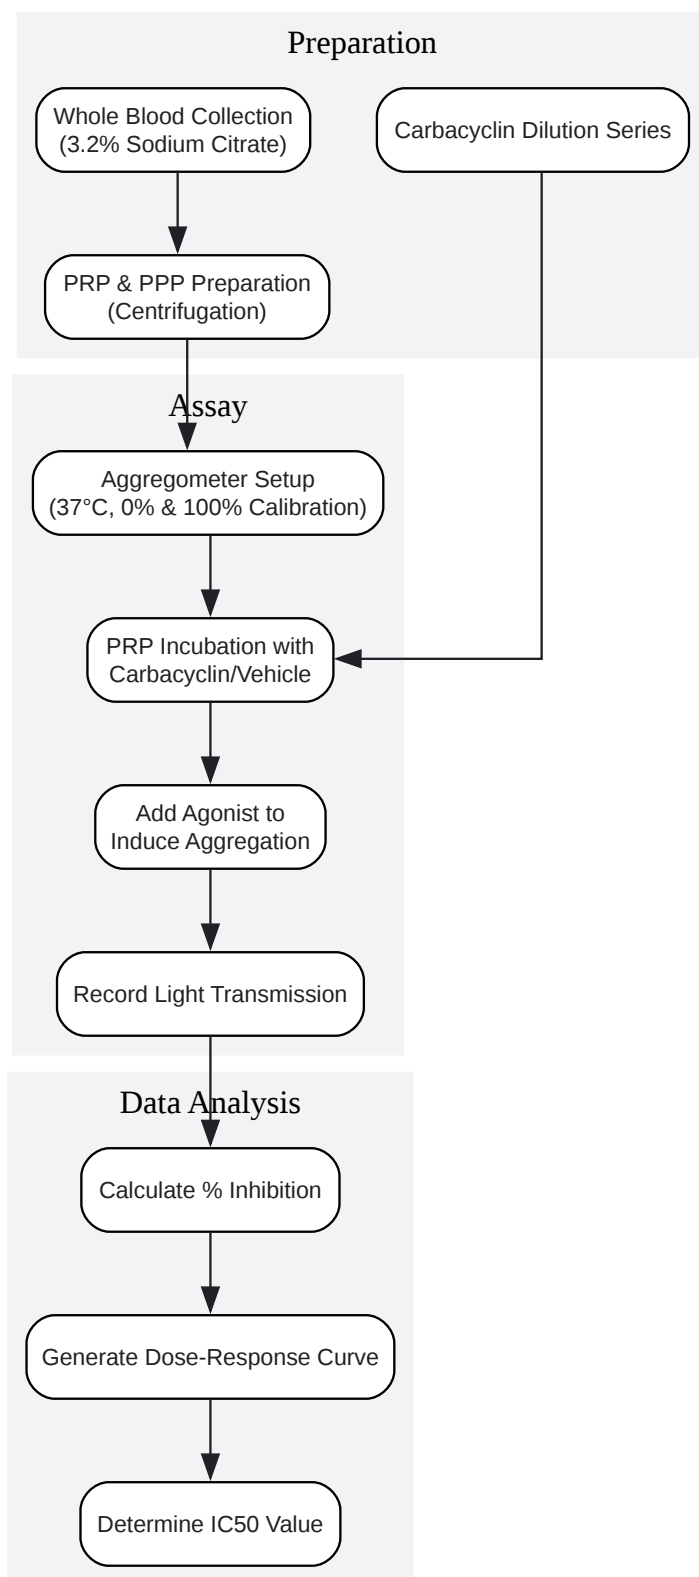 Preparation
Whole Blood Collection
(3.2% Sodium Citrate)
Carbacyclin Dilution Series
PRP & PPP Preparation
(Centrifugation)
Assay
Aggregometer Setup
(37°C, 0% & 100% Calibration)
PRP Incubation with
Carbacyclin/Vehicle
Add Agonist to
Induce Aggregation
Record Light Transmission
Data Analysis
Calculate % Inhibition
Generate Dose-Response Curve
Determine IC50 Value